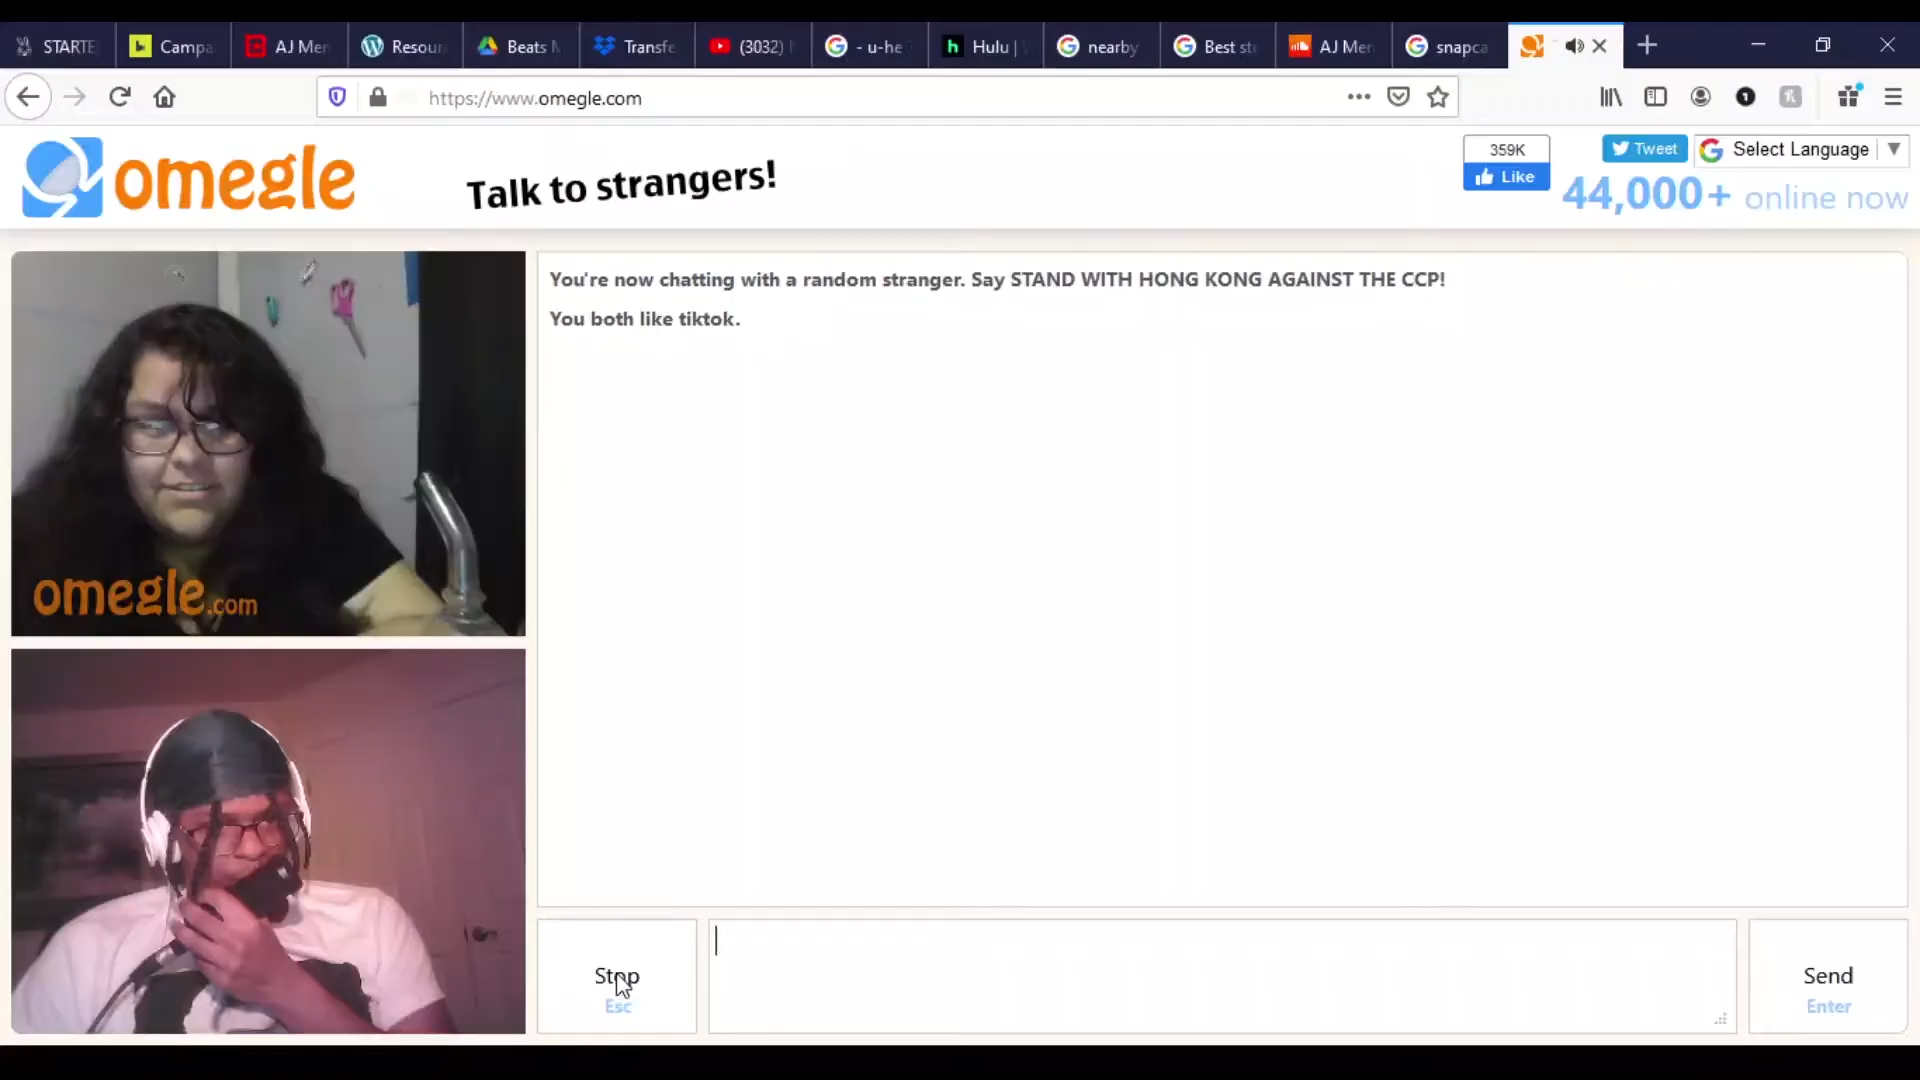 STARTE
Campa
AJ Mer
Resour
Beats M
Transfe
(3032)
- u-he
Hulu |
nearby
Best st
AJ Mer
snapca
https://www.omegle.com
omegle
Talk to strangers!
359K
Like
Tweet
Select Language
44,000+ online now
You're now chatting with a random stranger. Say STAND WITH HONG KONG AGAINST THE CCP!
You both like tiktok.
omegle.com
Stop
Esc
Send
Enter